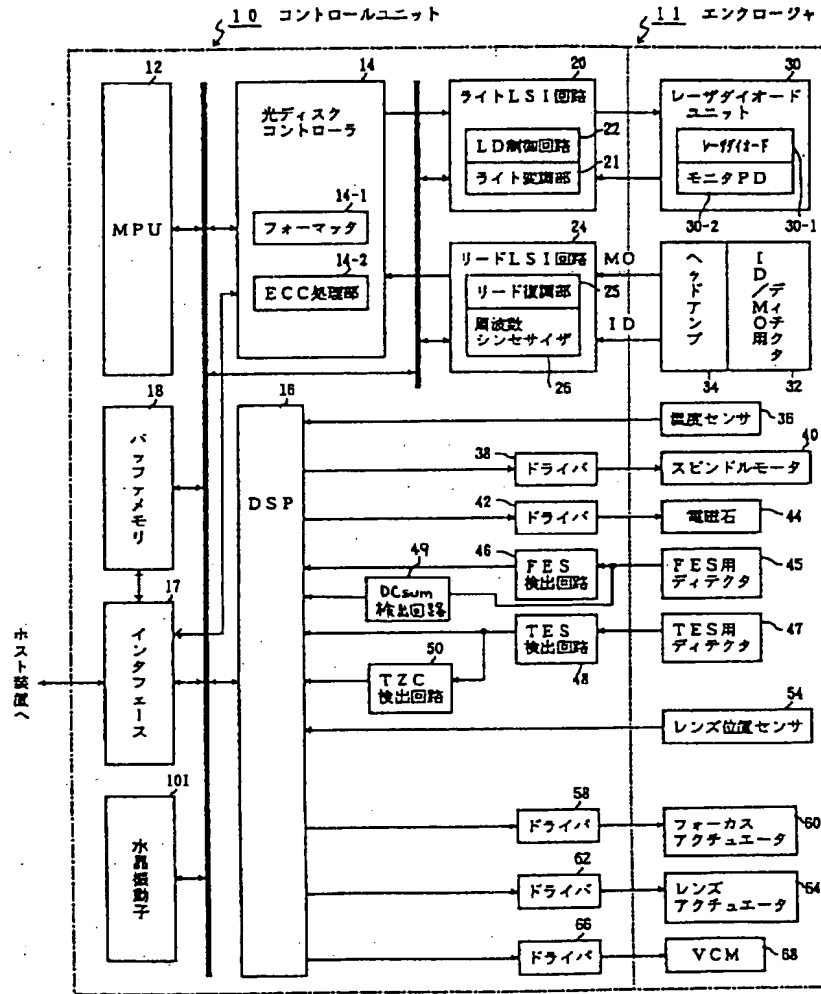 10 コントロールユニット
11 エンクロージャ
12
MPU
14
光ディスク
コントローラ
14-1
フォーマッタ
14-2
ECC処理部
20
ライトLSI回路
22
LD制御回路
21
ライト変調部
30
レーザダイオード
ユニット
レーザダイオード
モニタPD
30-2
30-1
24
リードLSI回路
リード復調部
25
周波数
シンセサイザ
26
MO
ID
ヘッドアンプ
34
ID/MO用
ディテクタ
32
18
バッファメモリ
16
DSP
温度センサ
36
38
ドライバ
40
スピンドルモータ
42
ドライバ
電磁石
44
46
FES
検出回路
49
DCsum
検出回路
FES用
ディテクタ
45
TES
検出回路
48
TES用
ディテクタ
47
50
TZC
検出回路
17
インタフェース
ホスト装置へ
54
レンズ位置センサ
101
水晶振動子
58
ドライバ
フォーカス
アクチュエータ
60
62
ドライバ
レンズ
アクチュエータ
64
66
ドライバ
VCM
68